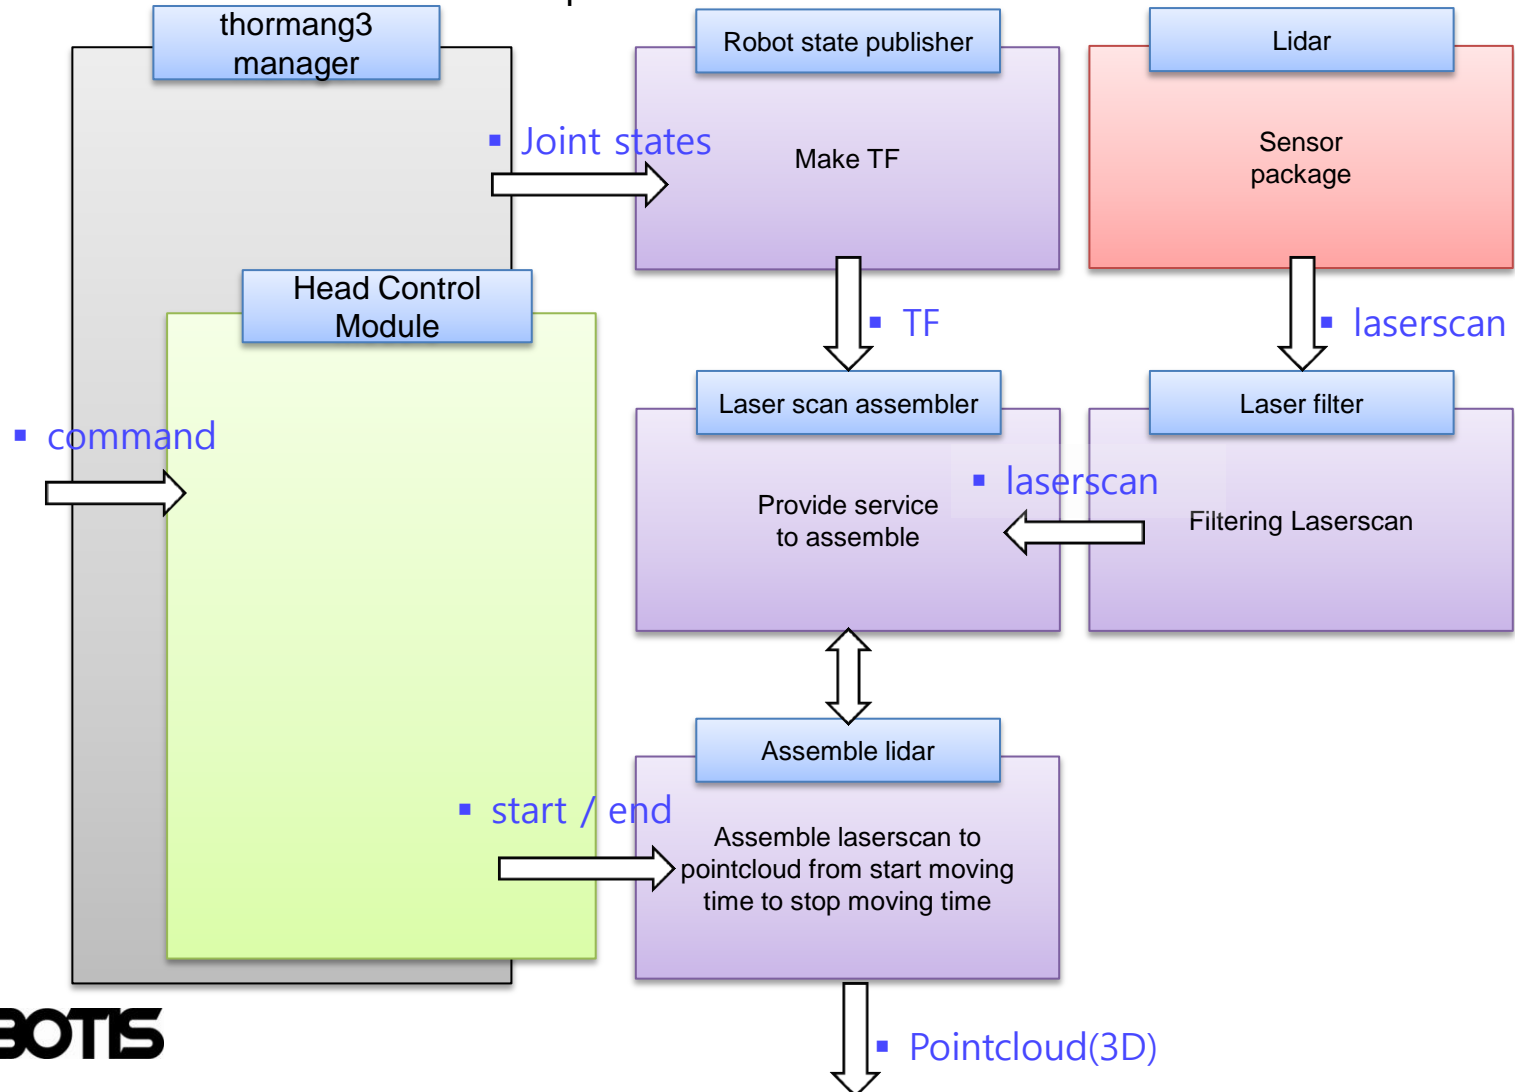 thormang3
manager
Robot state publisher
Lidar
▪ Joint states
Make TF
Sensor
package
Head Control
Module
▪ TF
▪ laserscan
Laser scan assembler
Laser filter
▪ command
▪ laserscan
Provide service
to assemble
Filtering Laserscan
Assemble lidar
▪ start / end
Assemble laserscan to
pointcloud from start moving
time to stop moving time
BOTIS
▪ Pointcloud(3D)